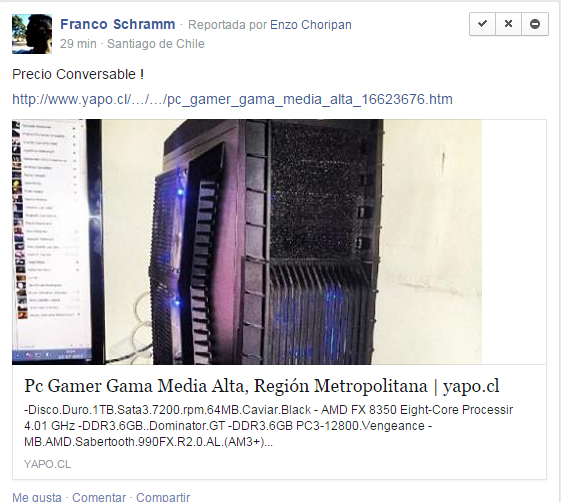 Franco Schramm · Reportada por Enzo Choripan
29 min · Santiago de Chile
Precio Conversable !
http://www.yapo.cl/…/…/pc_gamer_gama_media_alta_16623676.htm
Pc Gamer Gama Media Alta, Región Metropolitana | yapo.cl
-Disco.Duro.1TB.Sata3.7200.rpm.64MB.Caviar.Black - AMD FX 8350 Eight-Core Processir
4.01 GHz -DDR3.6GB..Dominator.GT -DDR3.6GB PC3-12800.Vengeance -
MB.AMD.Sabertooth.990FX.R2.0.AL.(AM3+)...
YAPO.CL
Me gusta · Comentar · Compartir